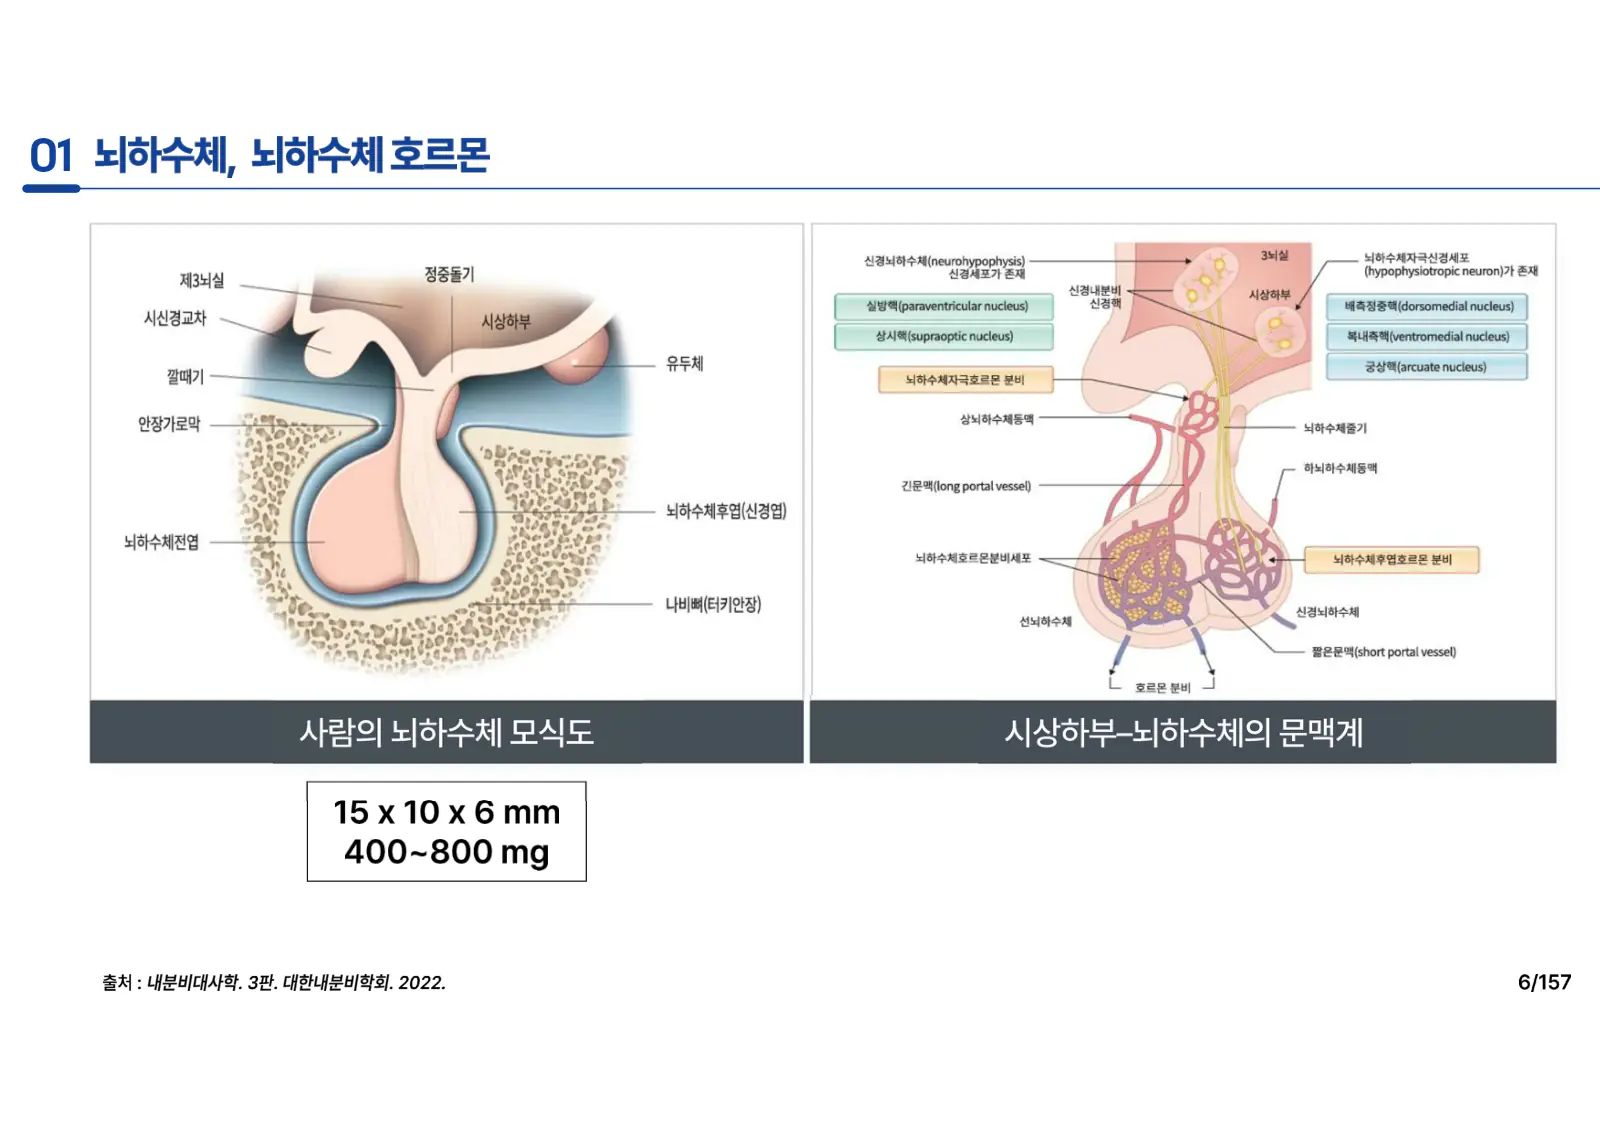 01 뇌하수체, 뇌하수체 호르몬
제3뇌실
정중돌기
시신경교차
시상하부
유두체
깔때기
안장가로막
뇌하수체후엽(신경엽)
뇌하수체전엽
나비뼈(터키안장)
사람의 뇌하수체 모식도
15 x 10 x 6 mm
400~800 mg
신경뇌하수체(neurohypophysis)
신경세포가 존재
3뇌실
뇌하수체자극신경세포
(hypophysiotropic neuron)가 존재
신경내분비
신경핵
시상하부
실방핵(paraventricular nucleus)
상시핵(supraoptic nucleus)
배측정중핵(dorsomedial nucleus)
복내측핵(ventromedial nucleus)
궁상핵(arcuate nucleus)
뇌하수체자극호르몬 분비
상뇌하수체동맥
뇌하수체줄기
하뇌하수체동맥
긴문맥(long portal vessel)
뇌하수체호르몬분비세포
뇌하수체후엽호르몬 분비
선뇌하수체
신경뇌하수체
짧은문맥(short portal vessel)
호르몬 분비
시상하부–뇌하수체의 문맥계
출처 : 내분비대사학. 3판. 대한내분비학회. 2022.
6/157